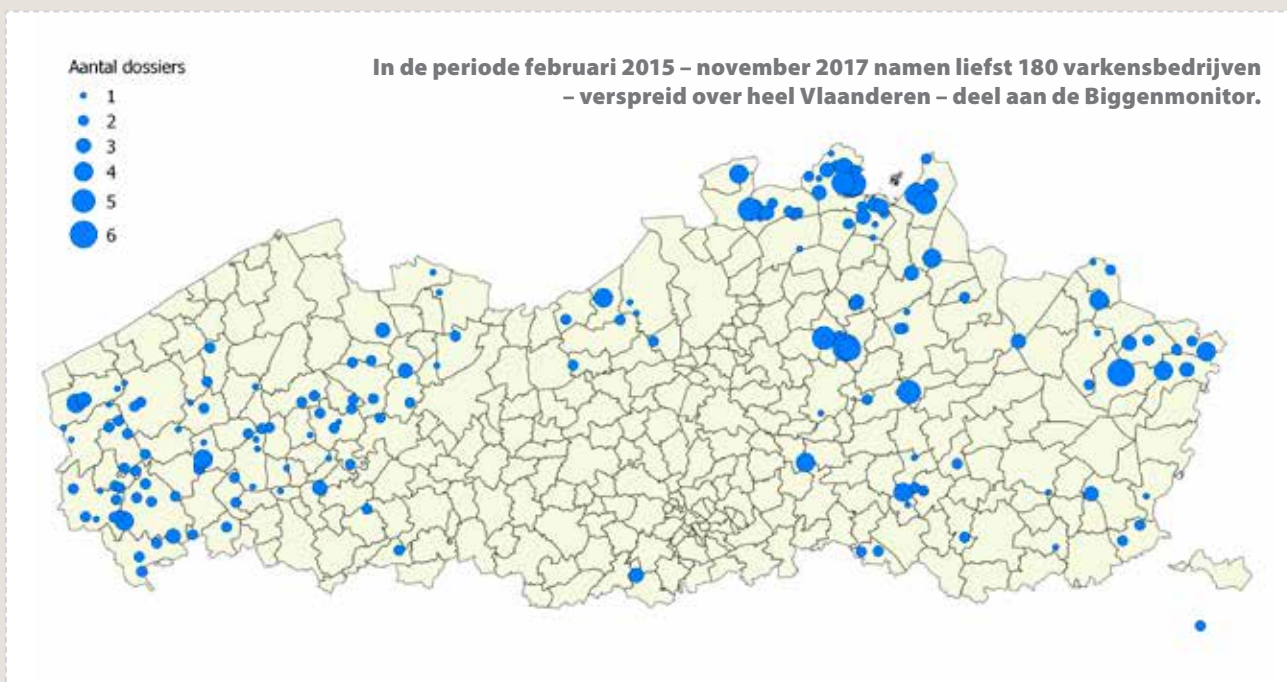 Aantal dossiers
1
2
3
4
5
6
In de periode februari 2015 – november 2017 namen liefst 180 varkensbedrijven
– verspreid over heel Vlaanderen – deel aan de Biggenmonitor.